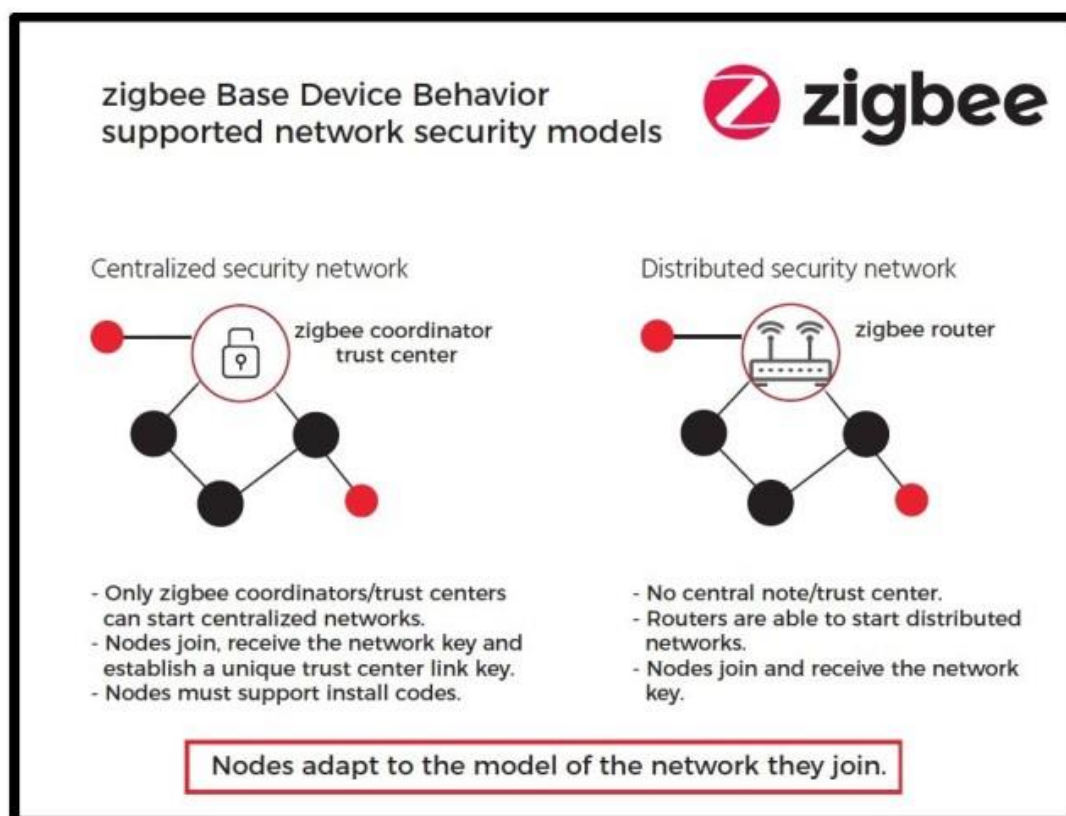 zigbee Base Device Behavior
supported network security models
zigbee
Centralized security network
zigbee coordinator
trust center
- Only zigbee coordinators/trust centers
can start centralized networks.
- Nodes join, receive the network key and
establish a unique trust center link key.
- Nodes must support install codes.
Distributed security network
zigbee router
- No central note/trust center.
- Routers are able to start distributed
networks.
- Nodes join and receive the network
key.
Nodes adapt to the model of the network they join.